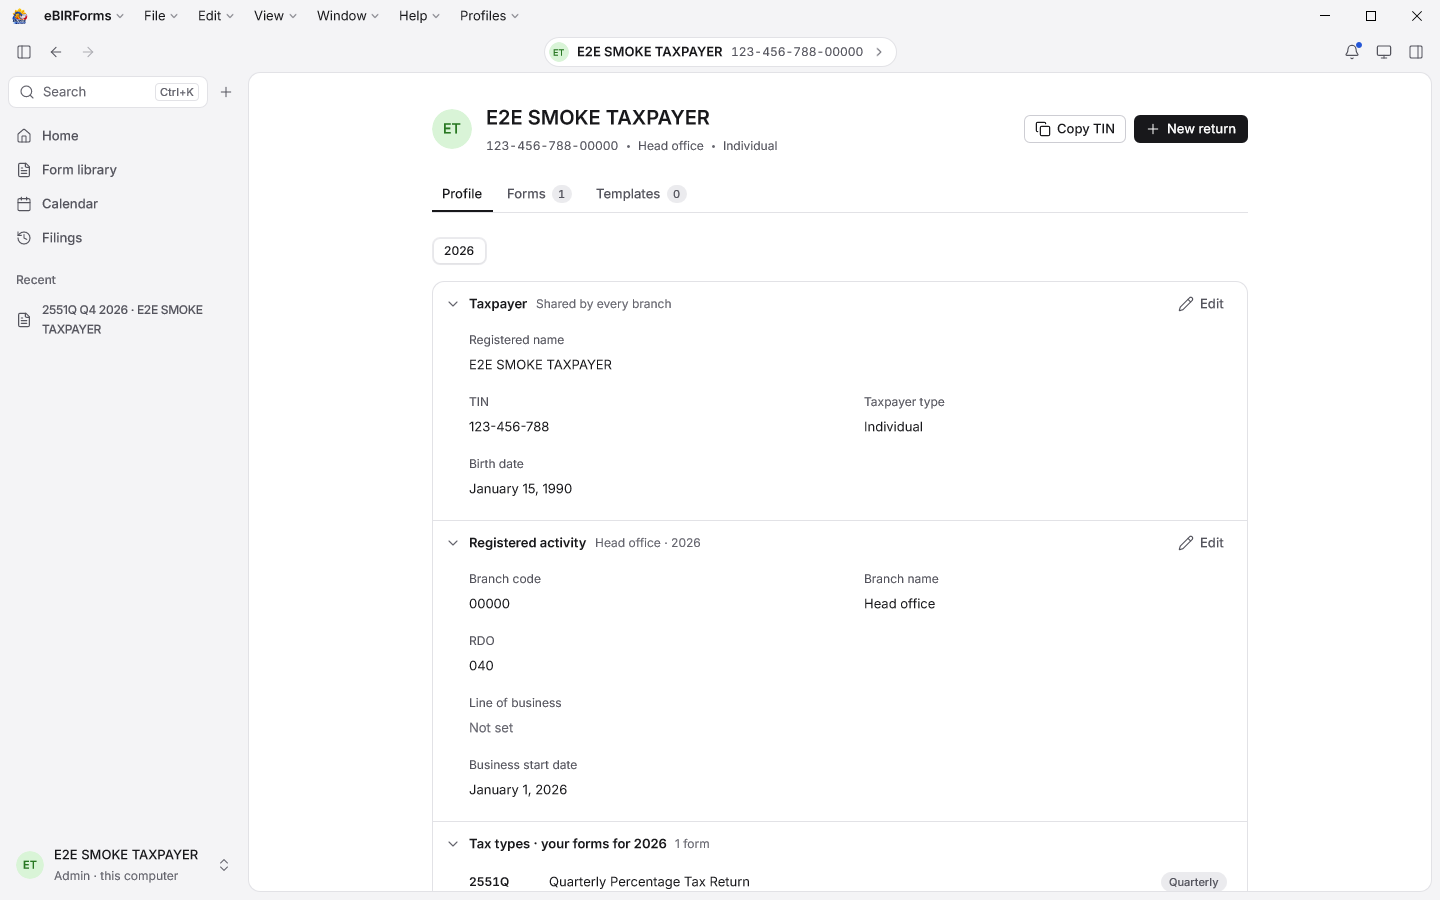 eBIRForms File Edit View Window Help Profiles
ET E2E SMOKE TAXPAYER 123-456-788-00000
Search Ctrl+K
Home
Form library
Calendar
Filings
Recent
2551Q Q4 2026 · E2E SMOKE
TAXPAYER
ET
E2E SMOKE TAXPAYER
Admin · this computer
ET
E2E SMOKE TAXPAYER
123-456-788-00000 • Head office • Individual
Copy TIN
New return
Profile Forms 1 Templates 0
2026
Taxpayer Shared by every branch Edit
Registered name
E2E SMOKE TAXPAYER
TIN Taxpayer type
123-456-788 Individual
Birth date
January 15, 1990
Registered activity Head office · 2026 Edit
Branch code Branch name
00000 Head office
RDO
040
Line of business
Not set
Business start date
January 1, 2026
Tax types · your forms for 2026 1 form
2551Q Quarterly Percentage Tax Return Quarterly